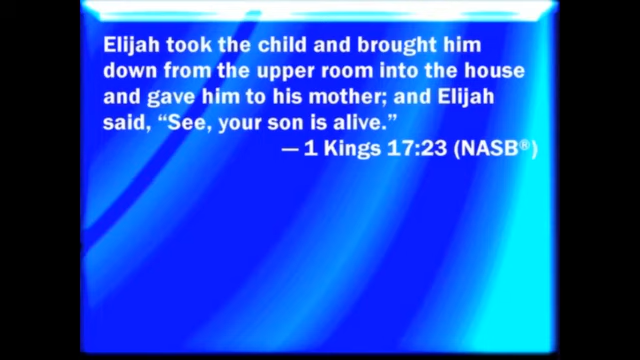 Elijah took the child and brought him
down from the upper room into the house
and gave him to his mother; and Elijah
said, “See, your son is alive.”
— 1 Kings 17:23 (NASB®)